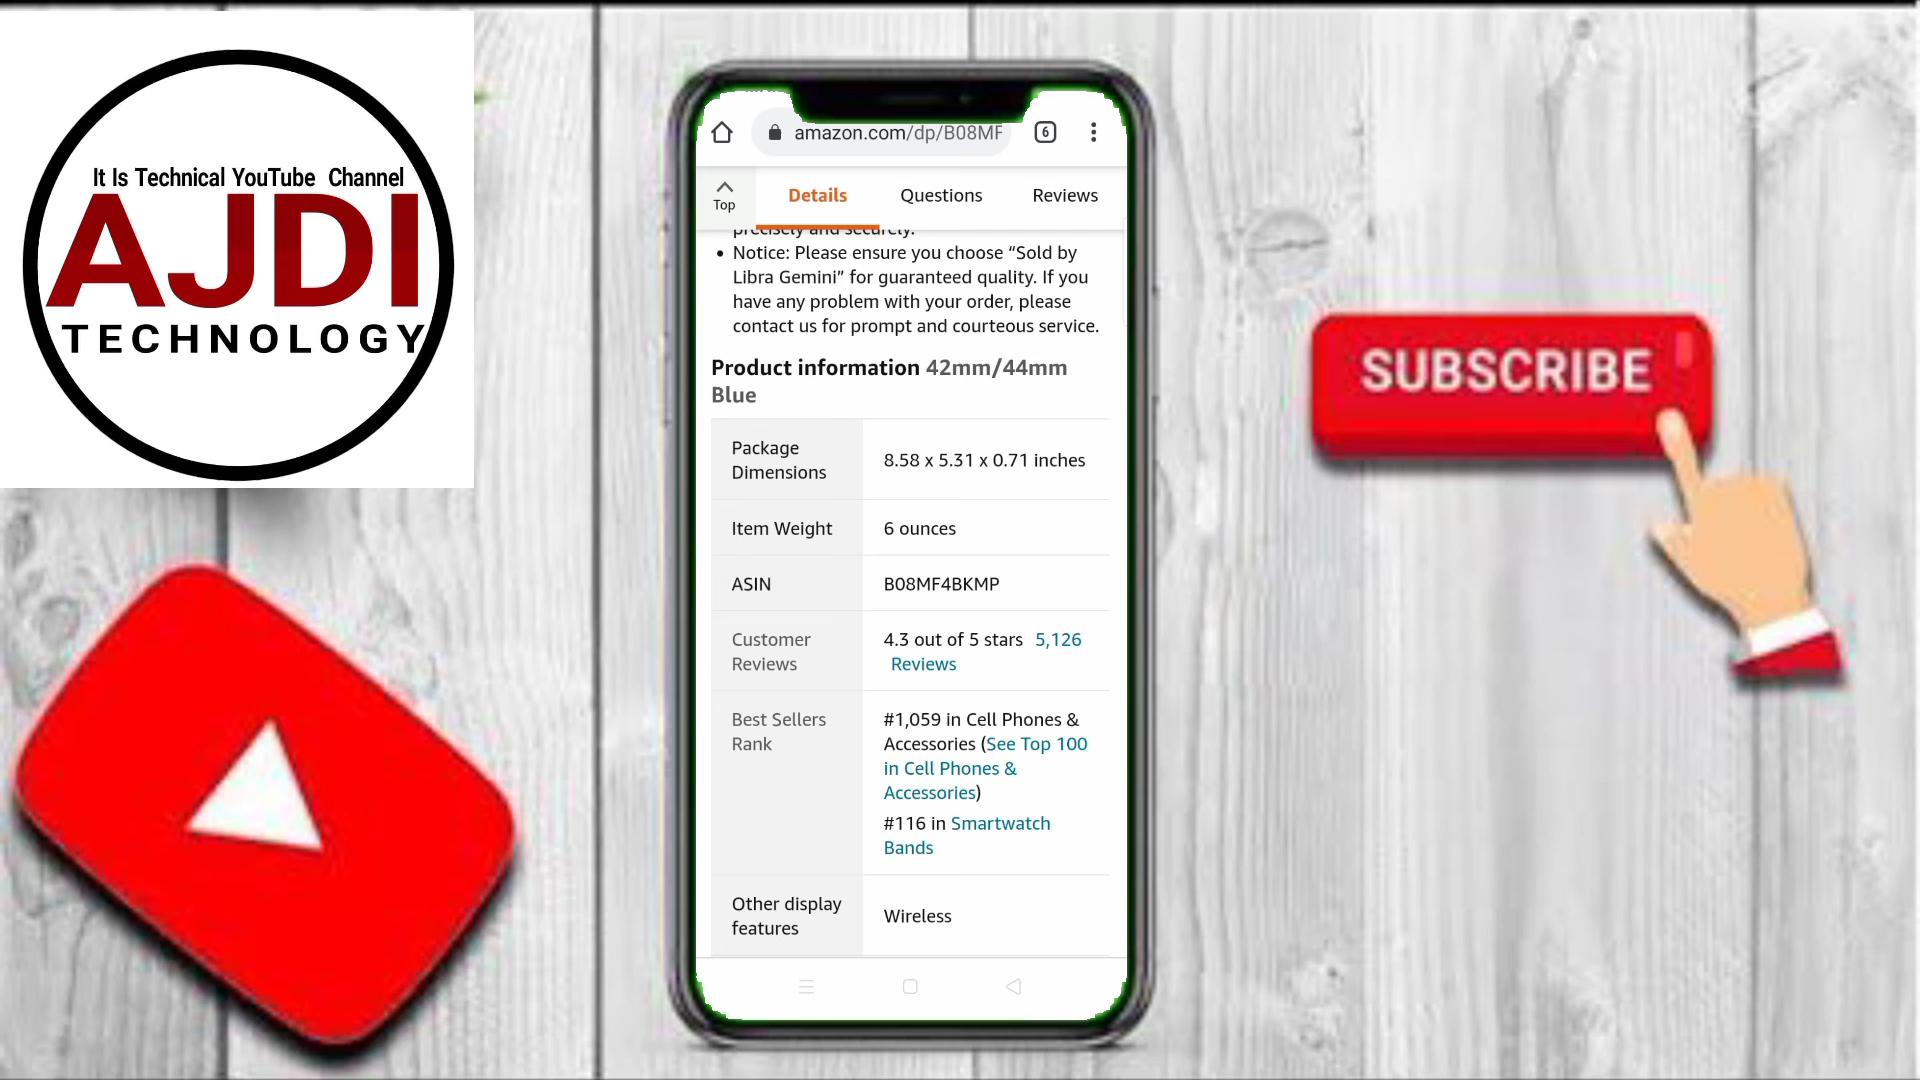 It Is Technical YouTube Channel
AJDI
TECHNOLOGY
amazon.com/dp/B08MF
6
Top
Details
Questions
Reviews
precisely and securely.
• Notice: Please ensure you choose “Sold by
Libra Gemini” for guaranteed quality. If you
have any problem with your order, please
contact us for prompt and courteous service.
Product information 42mm/44mm
Blue
Package
Dimensions
8.58 x 5.31 x 0.71 inches
Item Weight
6 ounces
ASIN
B08MF4BKMP
Customer
Reviews
4.3 out of 5 stars 5,126
Reviews
Best Sellers
Rank
#1,059 in Cell Phones &
Accessories (See Top 100
in Cell Phones &
Accessories)
#116 in Smartwatch
Bands
Other display
features
Wireless
SUBSCRIBE